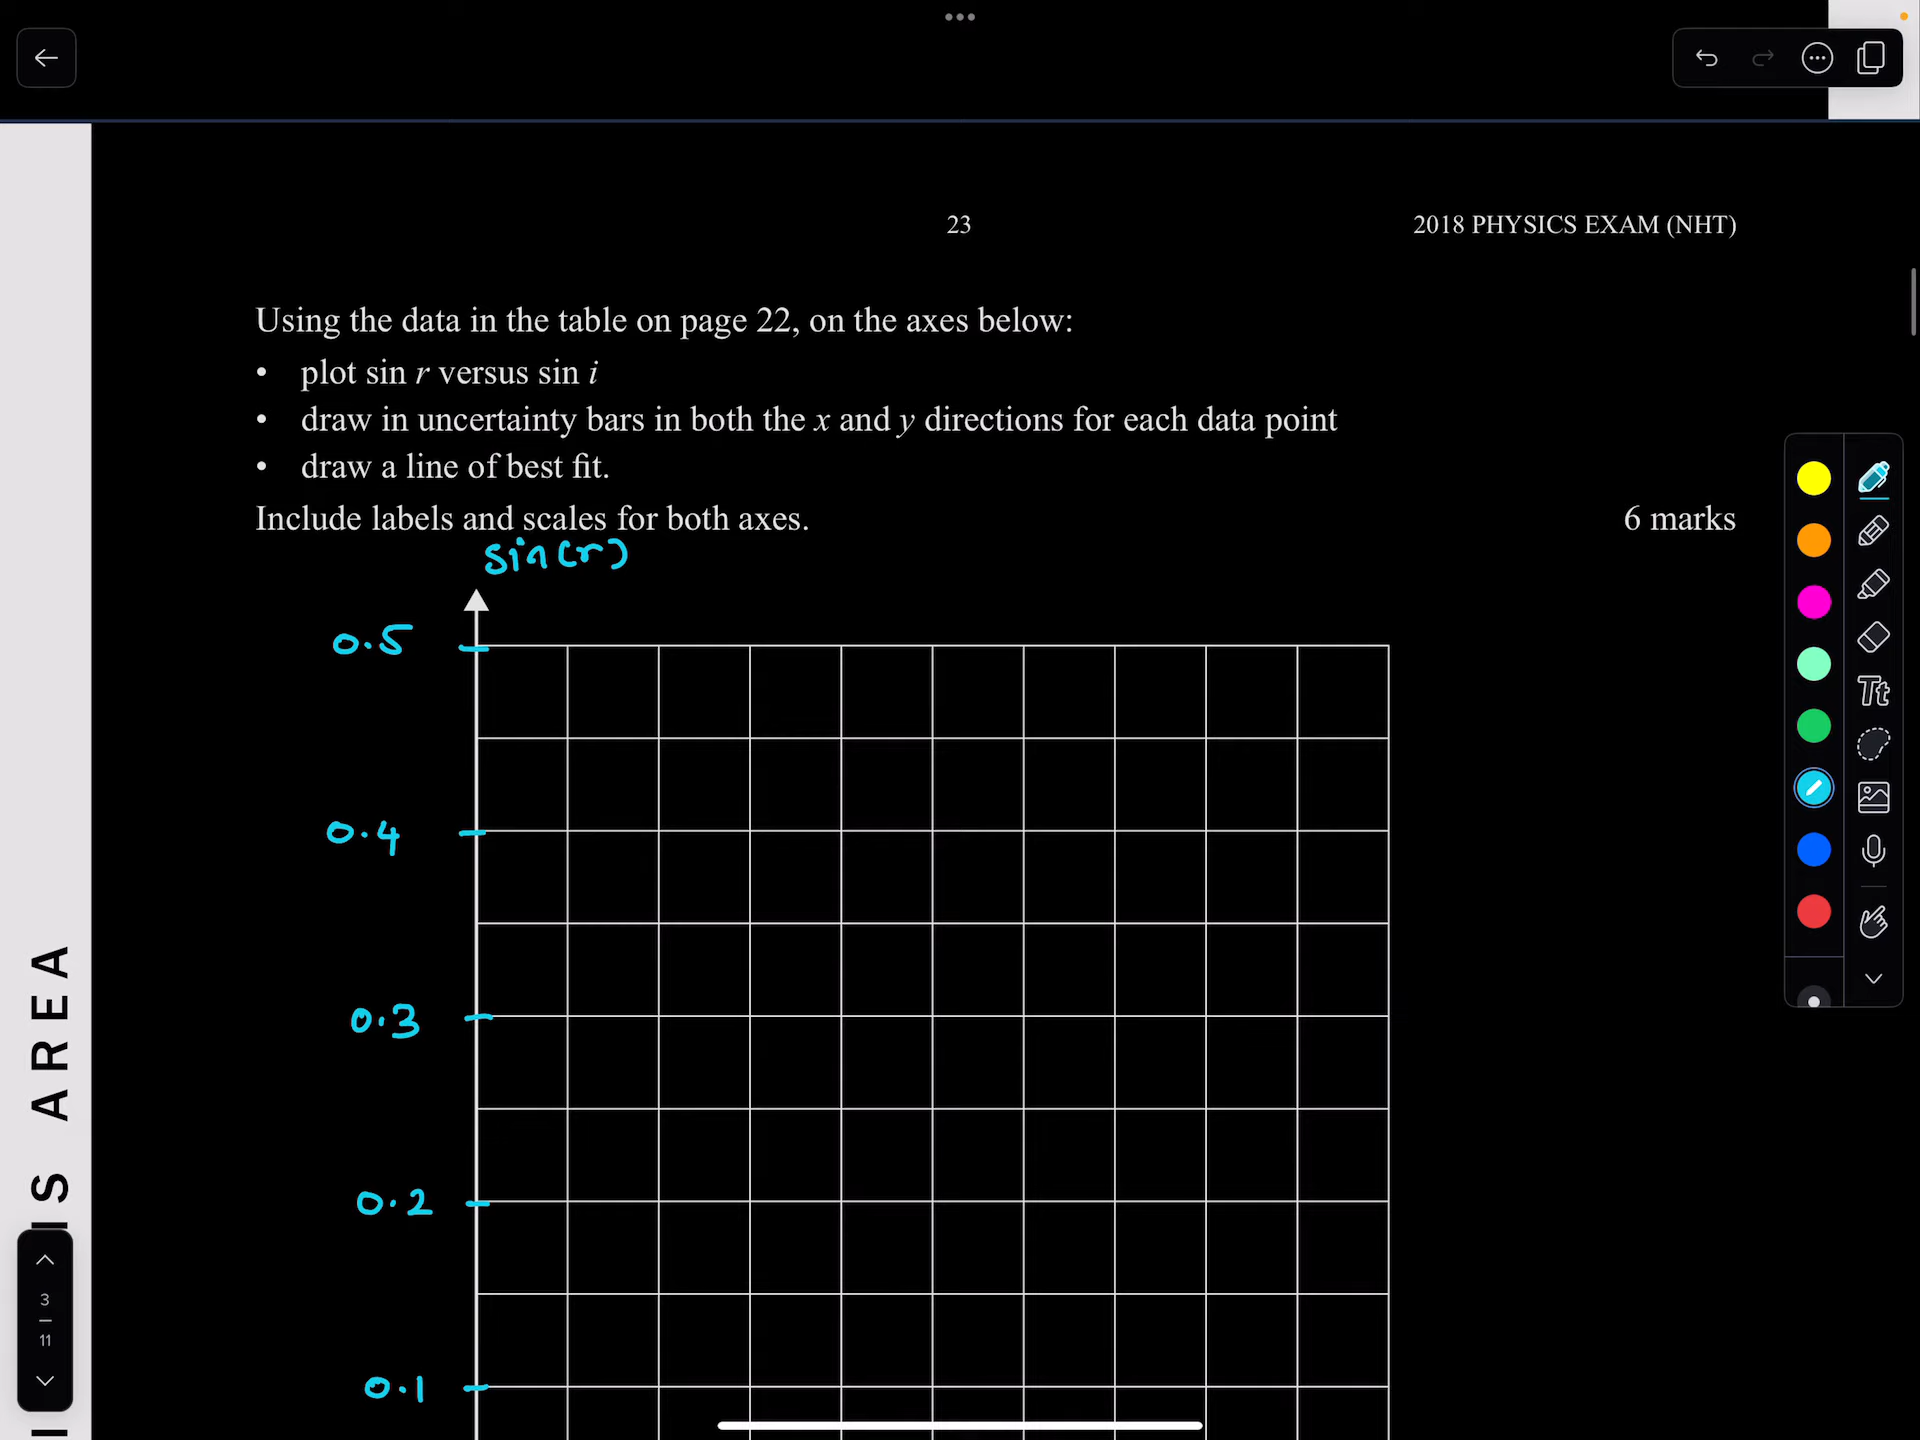 23
2018 PHYSICS EXAM (NHT)
Using the data in the table on page 22, on the axes below:
• plot sin r versus sin i
• draw in uncertainty bars in both the x and y directions for each data point
• draw a line of best fit.
Include labels and scales for both axes.
6 marks
sin(r)
0.5
0.4
0.3
0.2
0.1
IS AREA
3
11
Tt